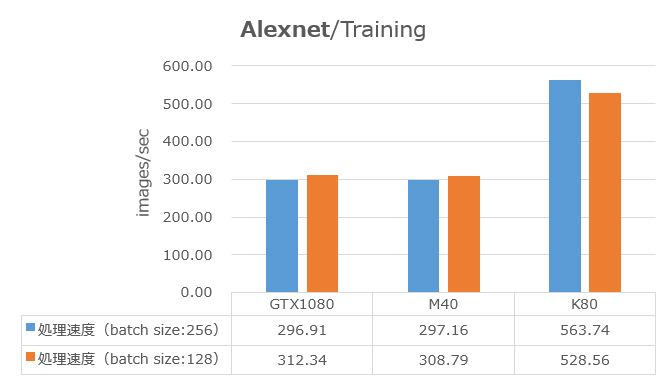 Alexnet/Training
images/sec
600.00
500.00
400.00
300.00
200.00
100.00
0.00
GTX1080 M40 K80
処理速度（batch size:256） 296.91 297.16 563.74
処理速度（batch size:128） 312.34 308.79 528.56